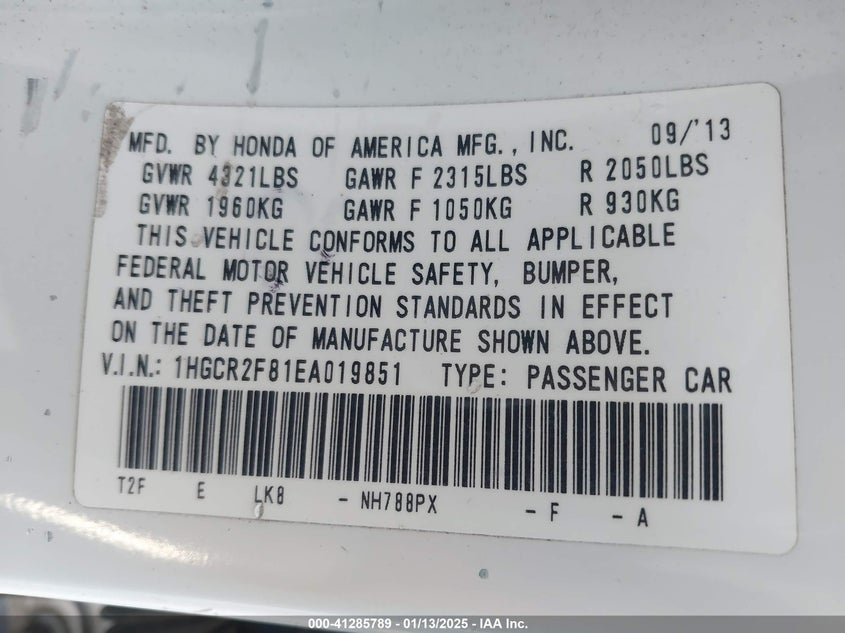 MFD. BY HONDA OF AMERICA MFG., INC. 09/'13
GVWR 4321LBS GAWR F 2315LBS R 2050LBS
GVWR 1960KG GAWR F 1050KG R 930KG
THIS VEHICLE CONFORMS TO ALL APPLICABLE
FEDERAL MOTOR VEHICLE SAFETY, BUMPER,
AND THEFT PREVENTION STANDARDS IN EFFECT
ON THE DATE OF MANUFACTURE SHOWN ABOVE.
V.I.N.: 1HGCR2F81EA019851 TYPE: PASSENGER CAR
T2F E LK8 - NH788PX - F - A
000-41285789 | 01/13/2025 - IAA Inc.